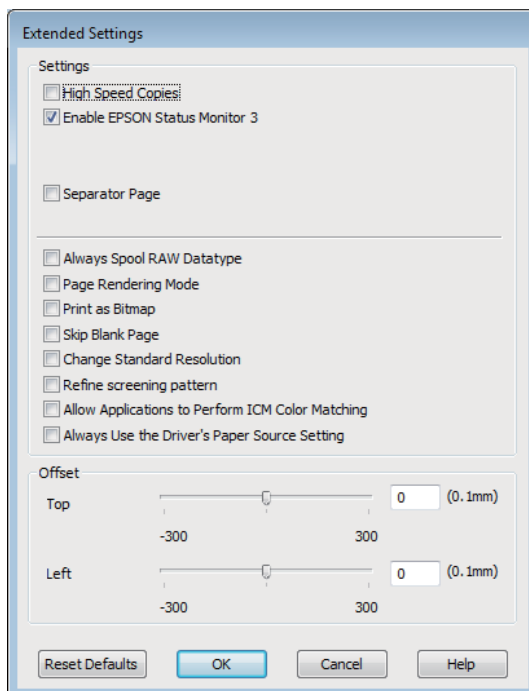 Extended Settings
Settings
High Speed Copies
Enable EPSON Status Monitor 3
Separator Page
Always Spool RAW Datatype
Page Rendering Mode
Print as Bitmap
Skip Blank Page
Change Standard Resolution
Refine screening pattern
Allow Applications to Perform ICM Color Matching
Always Use the Driver's Paper Source Setting
Offset
Top 0 (0.1mm)
-300 300
Left 0 (0.1mm)
-300 300
Reset Defaults OK Cancel Help